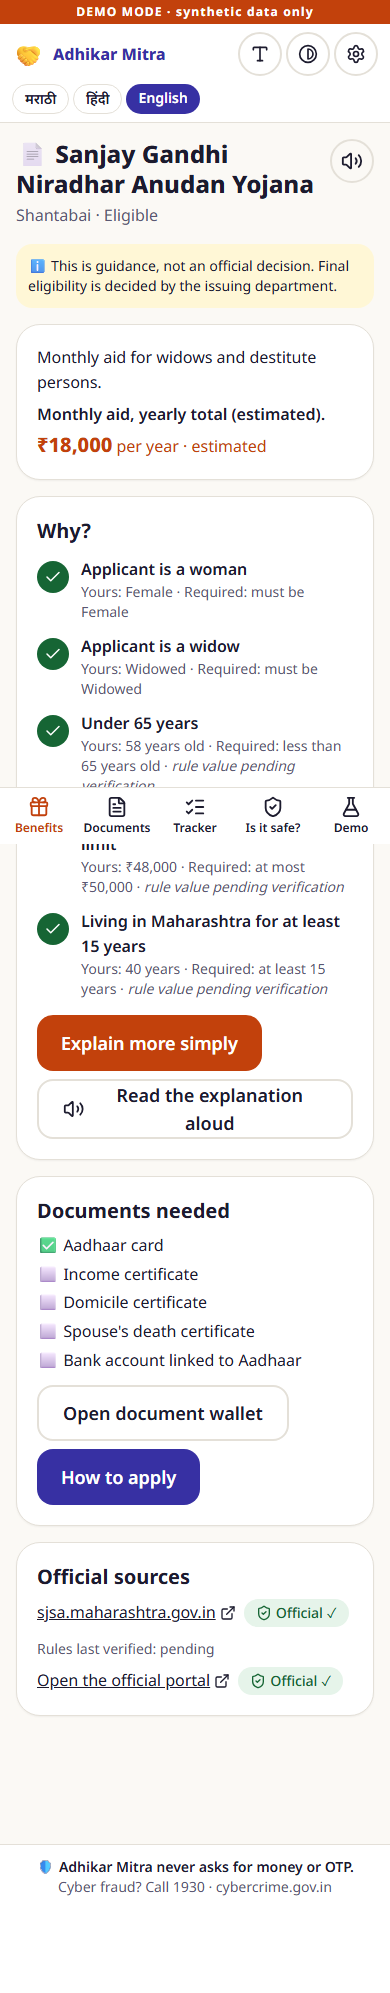 DEMO MODE · synthetic data only
Adhikar Mitra
मराठी
हिंदी
English
Sanjay Gandhi
Niradhar Anudan Yojana
Shantabai · Eligible
This is guidance, not an official decision. Final
eligibility is decided by the issuing department.
Monthly aid for widows and destitute
persons.
Monthly aid, yearly total (estimated).
₹18,000 per year · estimated
Why?
Applicant is a woman
Yours: Female · Required: must be
Female
Applicant is a widow
Yours: Widowed · Required: must be
Widowed
Under 65 years
Yours: 58 years old · Required: less than
65 years old · rule value pending
verification
Benefits
Documents
Tracker
Is it safe?
Demo
limit
Yours: ₹48,000 · Required: at most
₹50,000 · rule value pending verification
Living in Maharashtra for at least
15 years
Yours: 40 years · Required: at least 15
years · rule value pending verification
Explain more simply
Read the explanation
aloud
Documents needed
Aadhaar card
Income certificate
Domicile certificate
Spouse's death certificate
Bank account linked to Aadhaar
Open document wallet
How to apply
Official sources
sjsa.maharashtra.gov.in Official ✓
Rules last verified: pending
Open the official portal Official ✓
Adhikar Mitra never asks for money or OTP.
Cyber fraud? Call 1930 · cybercrime.gov.in